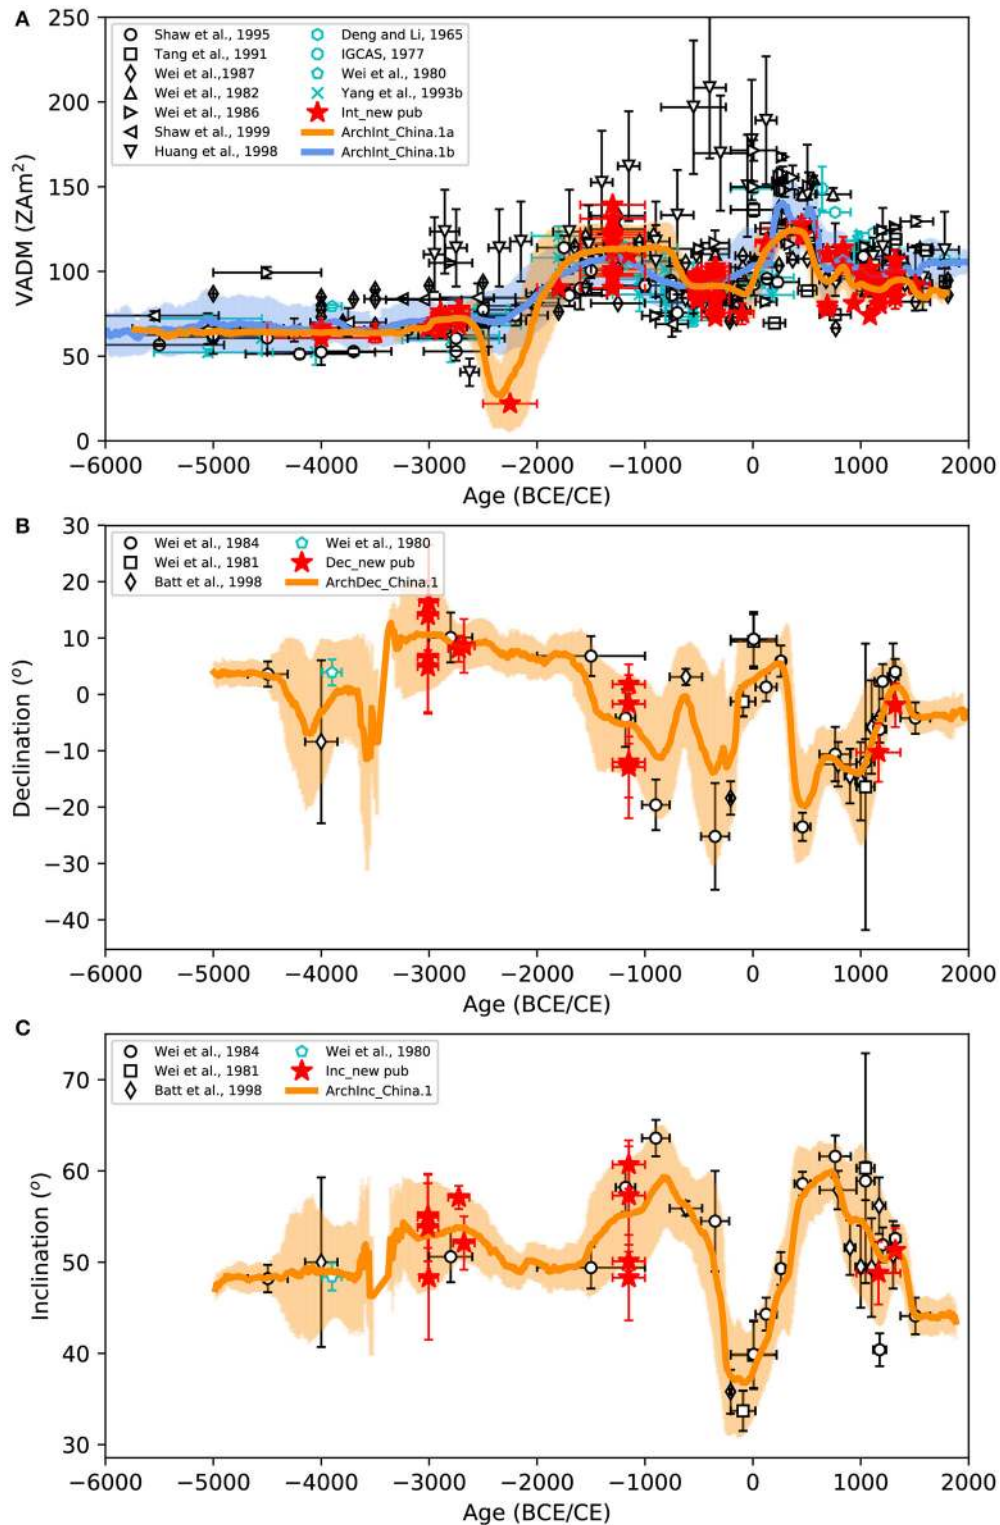 A
250
200
150
100
50
0
VADM (ZAm²)
Shaw et al., 1995
Tang et al., 1991
Wei et al.,1987
Wei et al., 1982
Wei et al., 1986
Shaw et al., 1999
Huang et al., 1998
Deng and Li, 1965
IGCAS, 1977
Wei et al., 1980
Yang et al., 1993b
Int_new pub
ArchInt_China.1a
ArchInt_China.1b
−6000 −5000 −4000 −3000 −2000 −1000 0 1000 2000
Age (BCE/CE)
B
30
20
10
0
−10
−20
−30
−40
Declination (°)
Wei et al., 1984
Wei et al., 1981
Batt et al., 1998
Wei et al., 1980
Dec_new pub
ArchDec_China.1
−6000 −5000 −4000 −3000 −2000 −1000 0 1000 2000
Age (BCE/CE)
C
70
60
50
40
30
Inclination (°)
Wei et al., 1984
Wei et al., 1981
Batt et al., 1998
Wei et al., 1980
Inc_new pub
ArchInc_China.1
−6000 −5000 −4000 −3000 −2000 −1000 0 1000 2000
Age (BCE/CE)